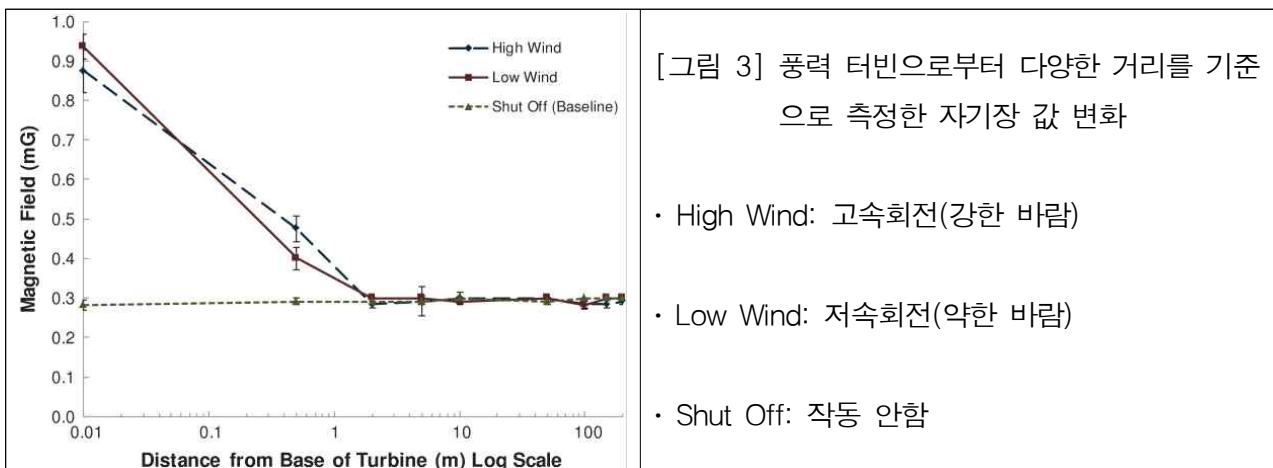 1.0
0.9
0.8
0.7
0.6
0.5
0.4
0.3
0.2
0.1
0.0
Magnetic Field (mG)
High Wind
Low Wind
Shut Off (Baseline)
0.01 0.1 1 10 100
Distance from Base of Turbine (m) Log Scale
[그림 3] 풍력 터빈으로부터 다양한 거리를 기준
으로 측정한 자기장 값 변화
· High Wind: 고속회전(강한 바람)
· Low Wind: 저속회전(약한 바람)
· Shut Off: 작동 안함